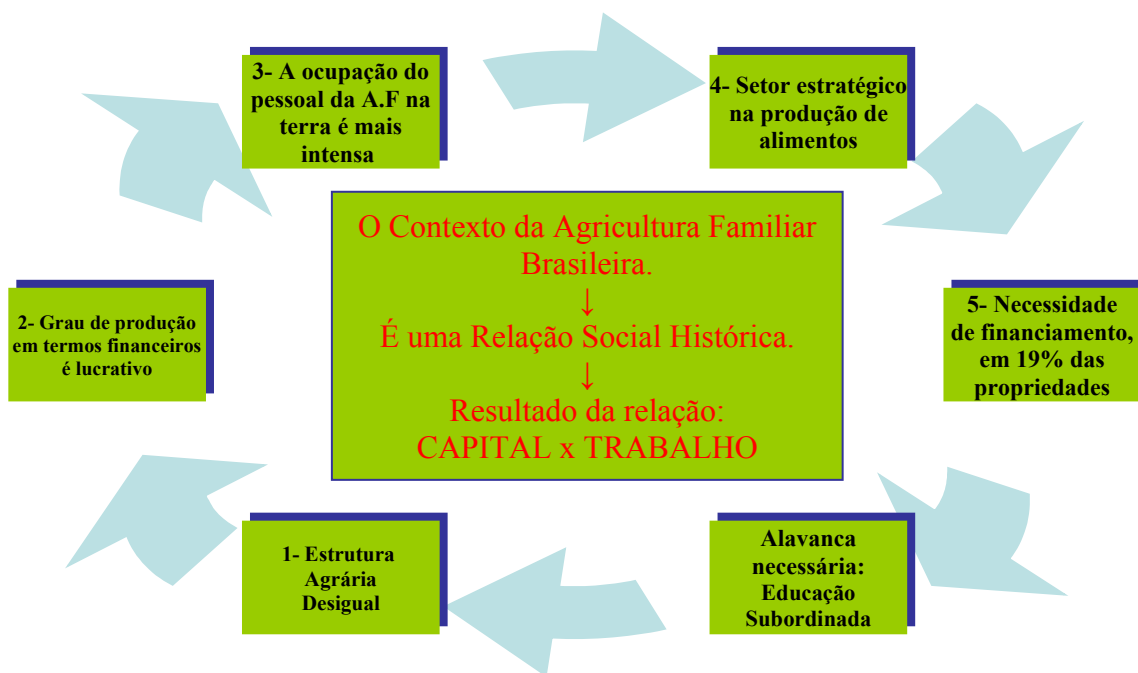 3- A ocupação do
pessoal da A.F na
terra é mais
intensa
4- Setor estratégico
na produção de
alimentos
O Contexto da Agricultura Familiar
Brasileira.
↓
É uma Relação Social Histórica.
↓
Resultado da relação:
CAPITAL x TRABALHO
2- Grau de produção
em termos financeiros
é lucrativo
5- Necessidade
de financiamento,
em 19% das
propriedades
1- Estrutura
Agrária
Desigual
Alavanca
necessária:
Educação
Subordinada